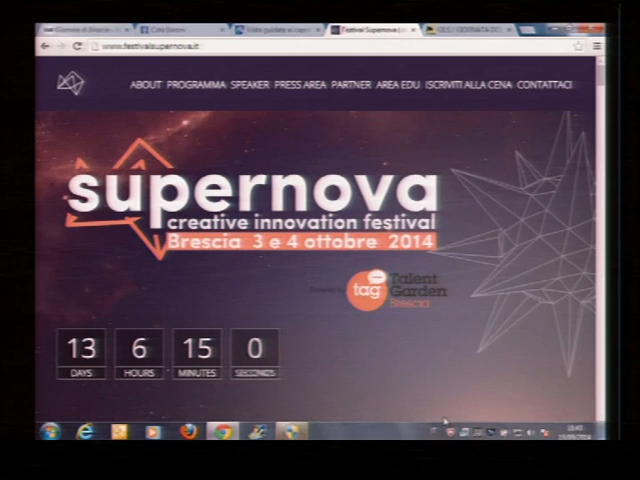 www.festivalsupernova.it
ABOUT PROGRAMMA SPEAKER PRESS AREA PARTNER AREA EDU ISCRIVITI ALLA CENA CONTATTACI
supernova
creative innovation festival
Brescia 3 e 4 ottobre 2014
tag
Talent
Garden
Brescia
13 6 15 0
DAYS HOURS MINUTES SECONDS